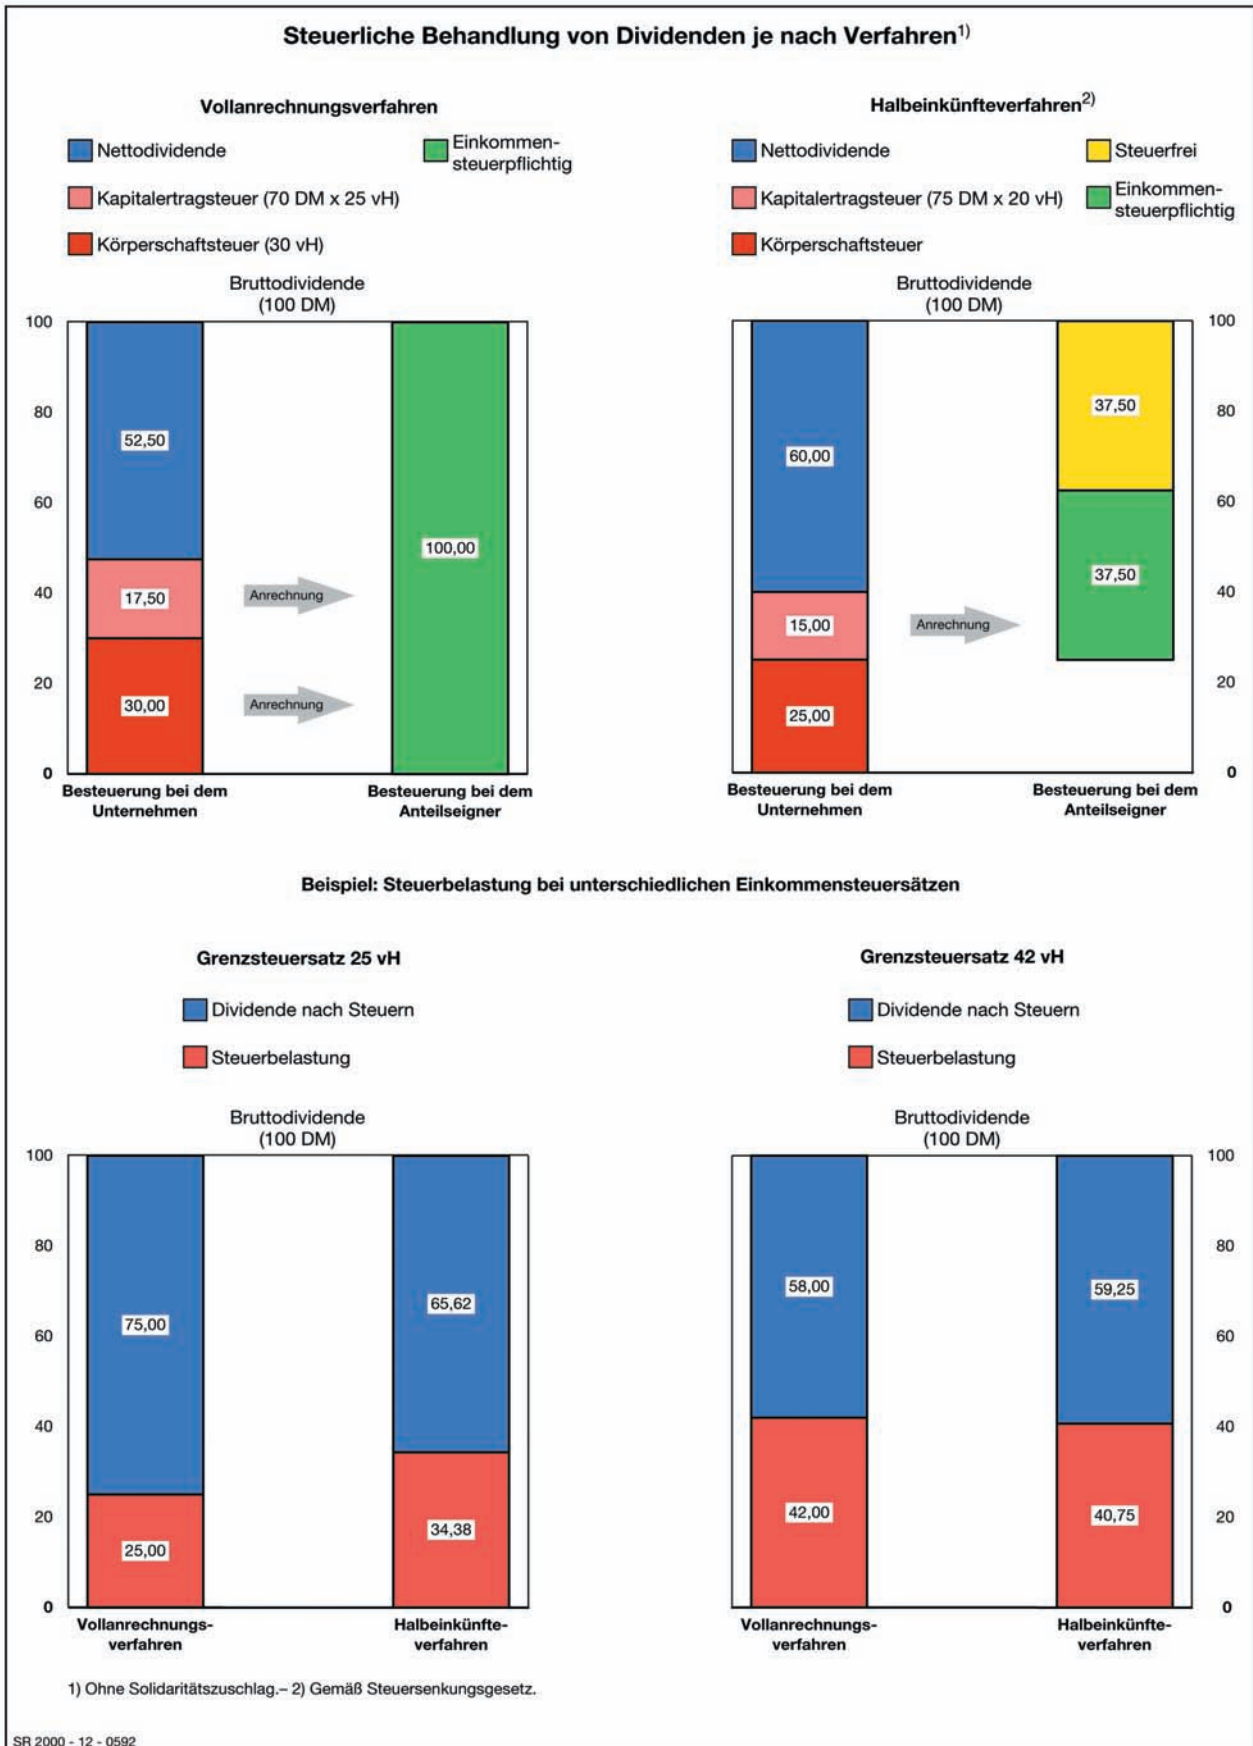 Steuerliche Behandlung von Dividenden je nach Verfahren1)
Vollanrechnungsverfahren
Nettodividende
Einkommen-
steuerpflichtig
Kapitalertragsteuer (70 DM x 25 vH)
Körperschaftsteuer (30 vH)
Bruttodividende
(100 DM)
100
80
60
40
20
0
52,50
17,50
30,00
Anrechnung
Anrechnung
100,00
Besteuerung bei dem
Unternehmen
Besteuerung bei dem
Anteilseigner
Halbeinkünfteverfahren2)
Nettodividende
Steuerfrei
Kapitalertragsteuer (75 DM x 20 vH)
Einkommen-
steuerpflichtig
Körperschaftsteuer
Bruttodividende
(100 DM)
60,00
15,00
25,00
Anrechnung
37,50
37,50
100
80
60
40
20
0
Besteuerung bei dem
Unternehmen
Besteuerung bei dem
Anteilseigner
Beispiel: Steuerbelastung bei unterschiedlichen Einkommensteuersätzen
Grenzsteuersatz 25 vH
Dividende nach Steuern
Steuerbelastung
Bruttodividende
(100 DM)
100
80
60
40
20
0
75,00
25,00
65,62
34,38
Vollanrechnungs-
verfahren
Halbeinkünfte-
verfahren
Grenzsteuersatz 42 vH
Dividende nach Steuern
Steuerbelastung
Bruttodividende
(100 DM)
58,00
42,00
59,25
40,75
100
80
60
40
20
0
Vollanrechnungs-
verfahren
Halbeinkünfte-
verfahren
1) Ohne Solidaritätszuschlag.– 2) Gemäß Steuersenkungsgesetz.
SR 2000 - 12 - 0592